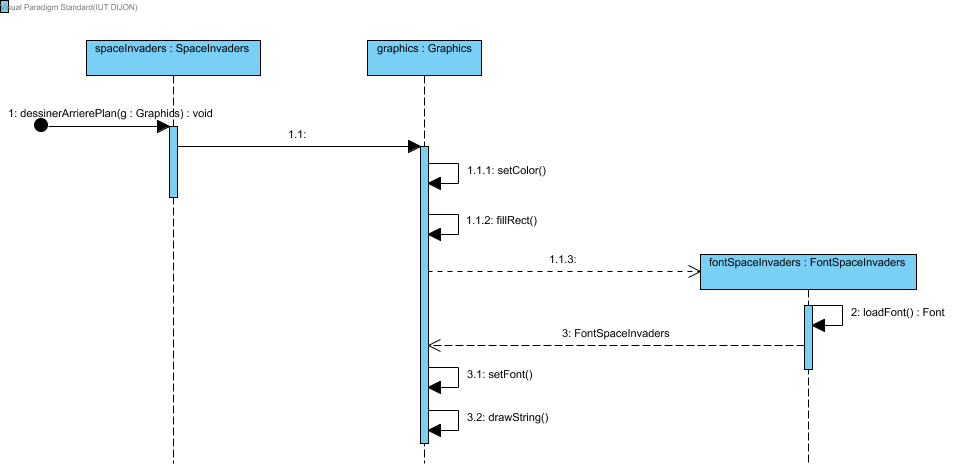 Visual Paradigm Standard(IUT DIJON)
spaceInvaders : SpaceInvaders
graphics : Graphics
1: dessinerArrierePlan(g : Graphics) : void
1.1:
1.1.1: setColor()
1.1.2: fillRect()
1.1.3:
fontSpaceInvaders : FontSpaceInvaders
2: loadFont() : Font
3: FontSpaceInvaders
3.1: setFont()
3.2: drawString()